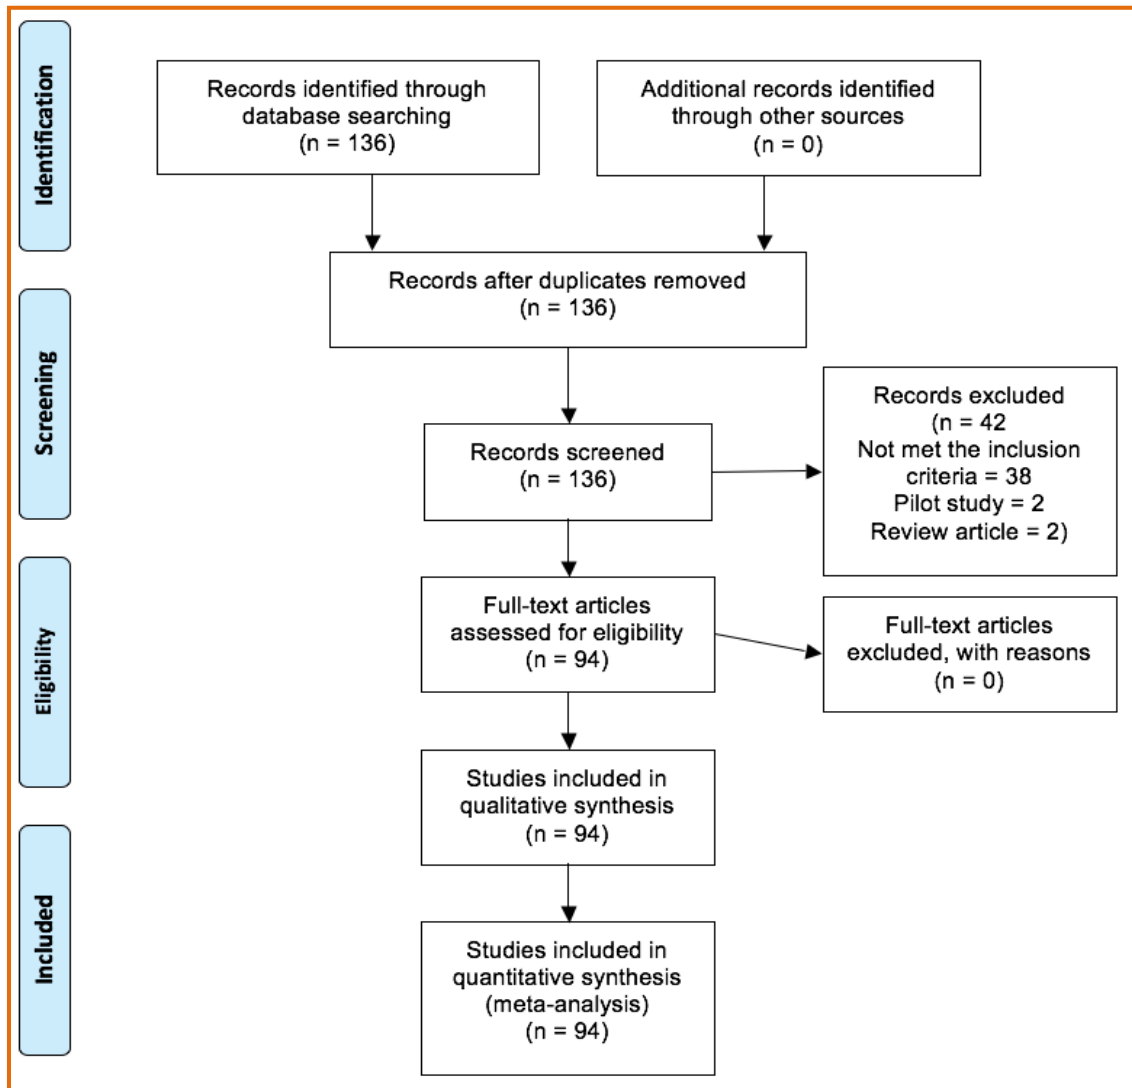 Identification
Records identified through
database searching
(n = 136)
Additional records identified
through other sources
(n = 0)
Records after duplicates removed
(n = 136)
Screening
Records screened
(n = 136)
Records excluded
(n = 42
Not met the inclusion
criteria = 38
Pilot study = 2
Review article = 2)
Eligibility
Full-text articles
assessed for eligibility
(n = 94)
Full-text articles
excluded, with reasons
(n = 0)
Studies included in
qualitative synthesis
(n = 94)
Included
Studies included in
quantitative synthesis
(meta-analysis)
(n = 94)